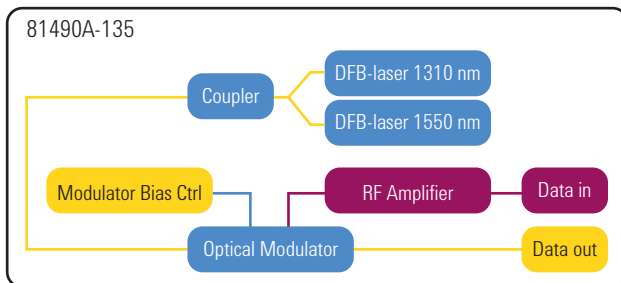 81490A-135
DFB-laser 1310 nm
Coupler
DFB-laser 1550 nm
Modulator Bias Ctrl
RF Amplifier
Data in
Optical Modulator
Data out